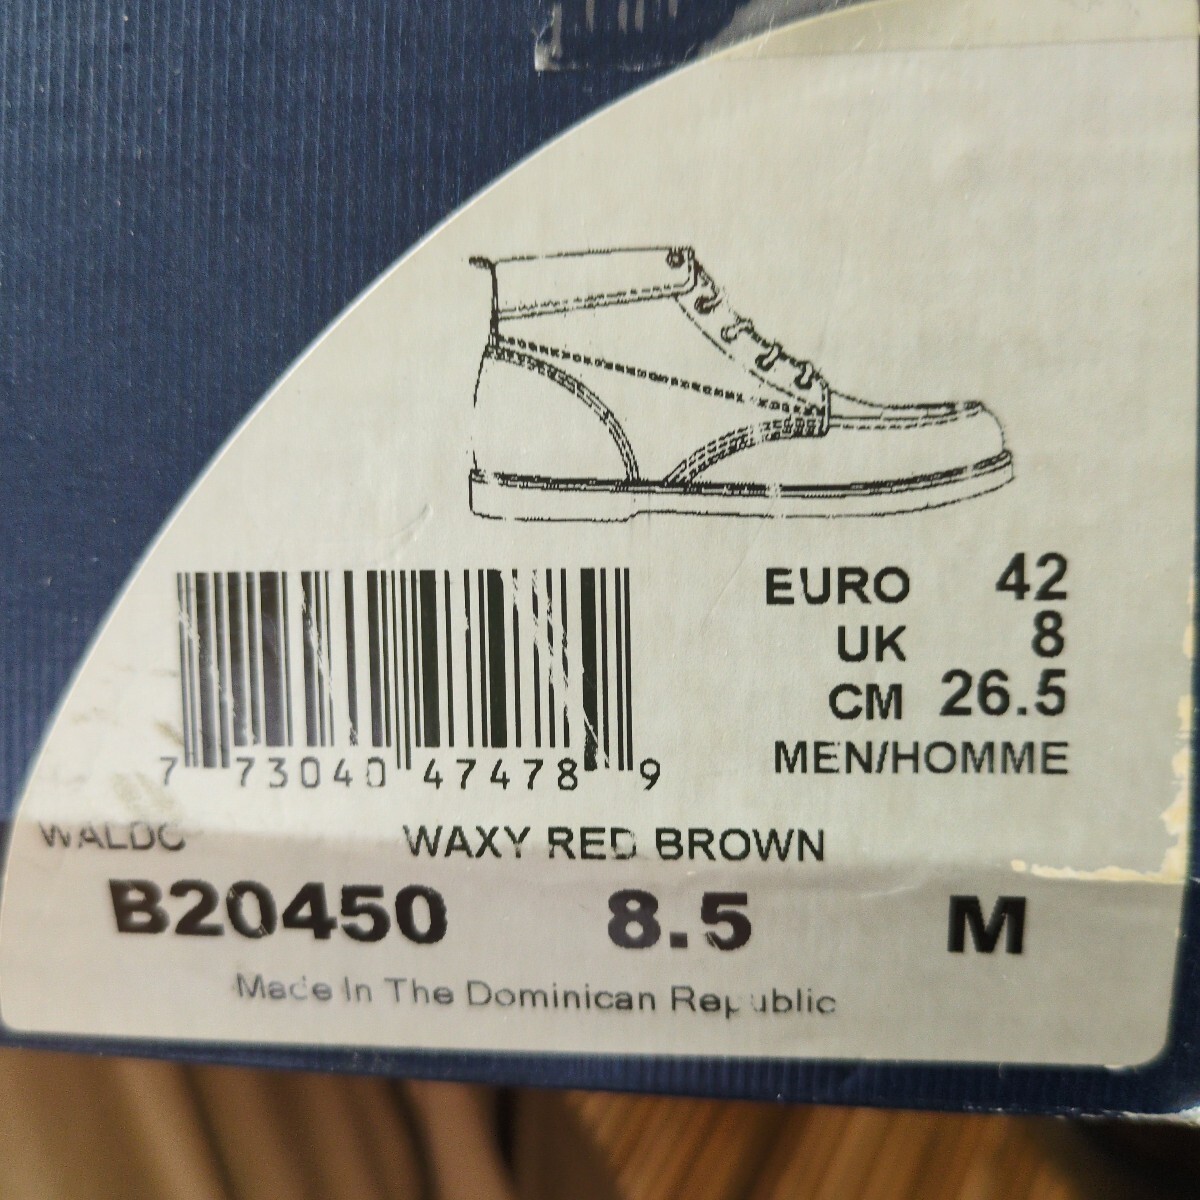 EURO 42
UK 8
CM 26.5
MEN/HOMME
7 73040 47478 9
WALDO WAXY RED BROWN
B20450 8.5 M
Made In The Dominican Republic